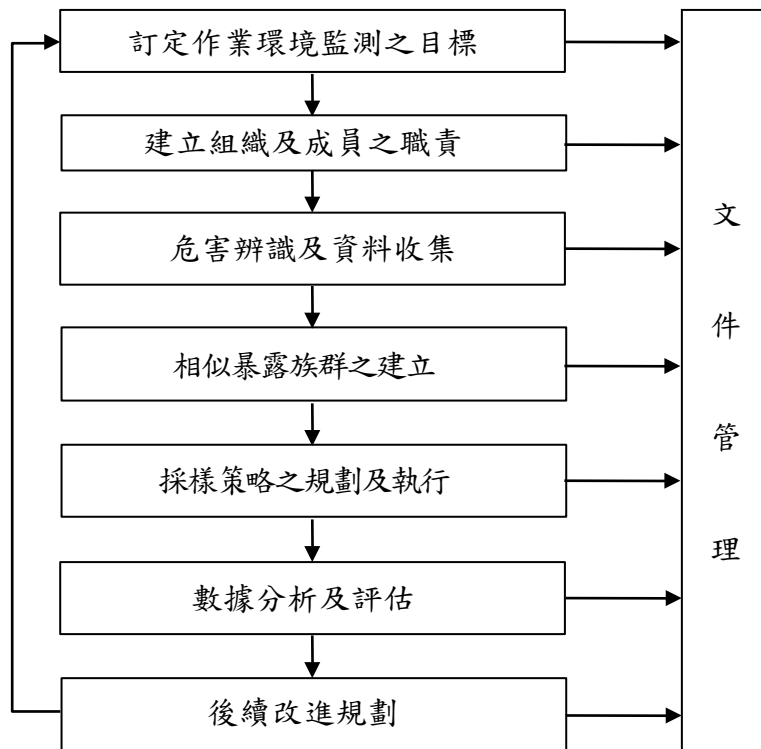 訂定作業環境監測之目標
建立組織及成員之職責
危害辨識及資料收集
相似暴露族群之建立
採樣策略之規劃及執行
數據分析及評估
後續改進規劃
文件管理